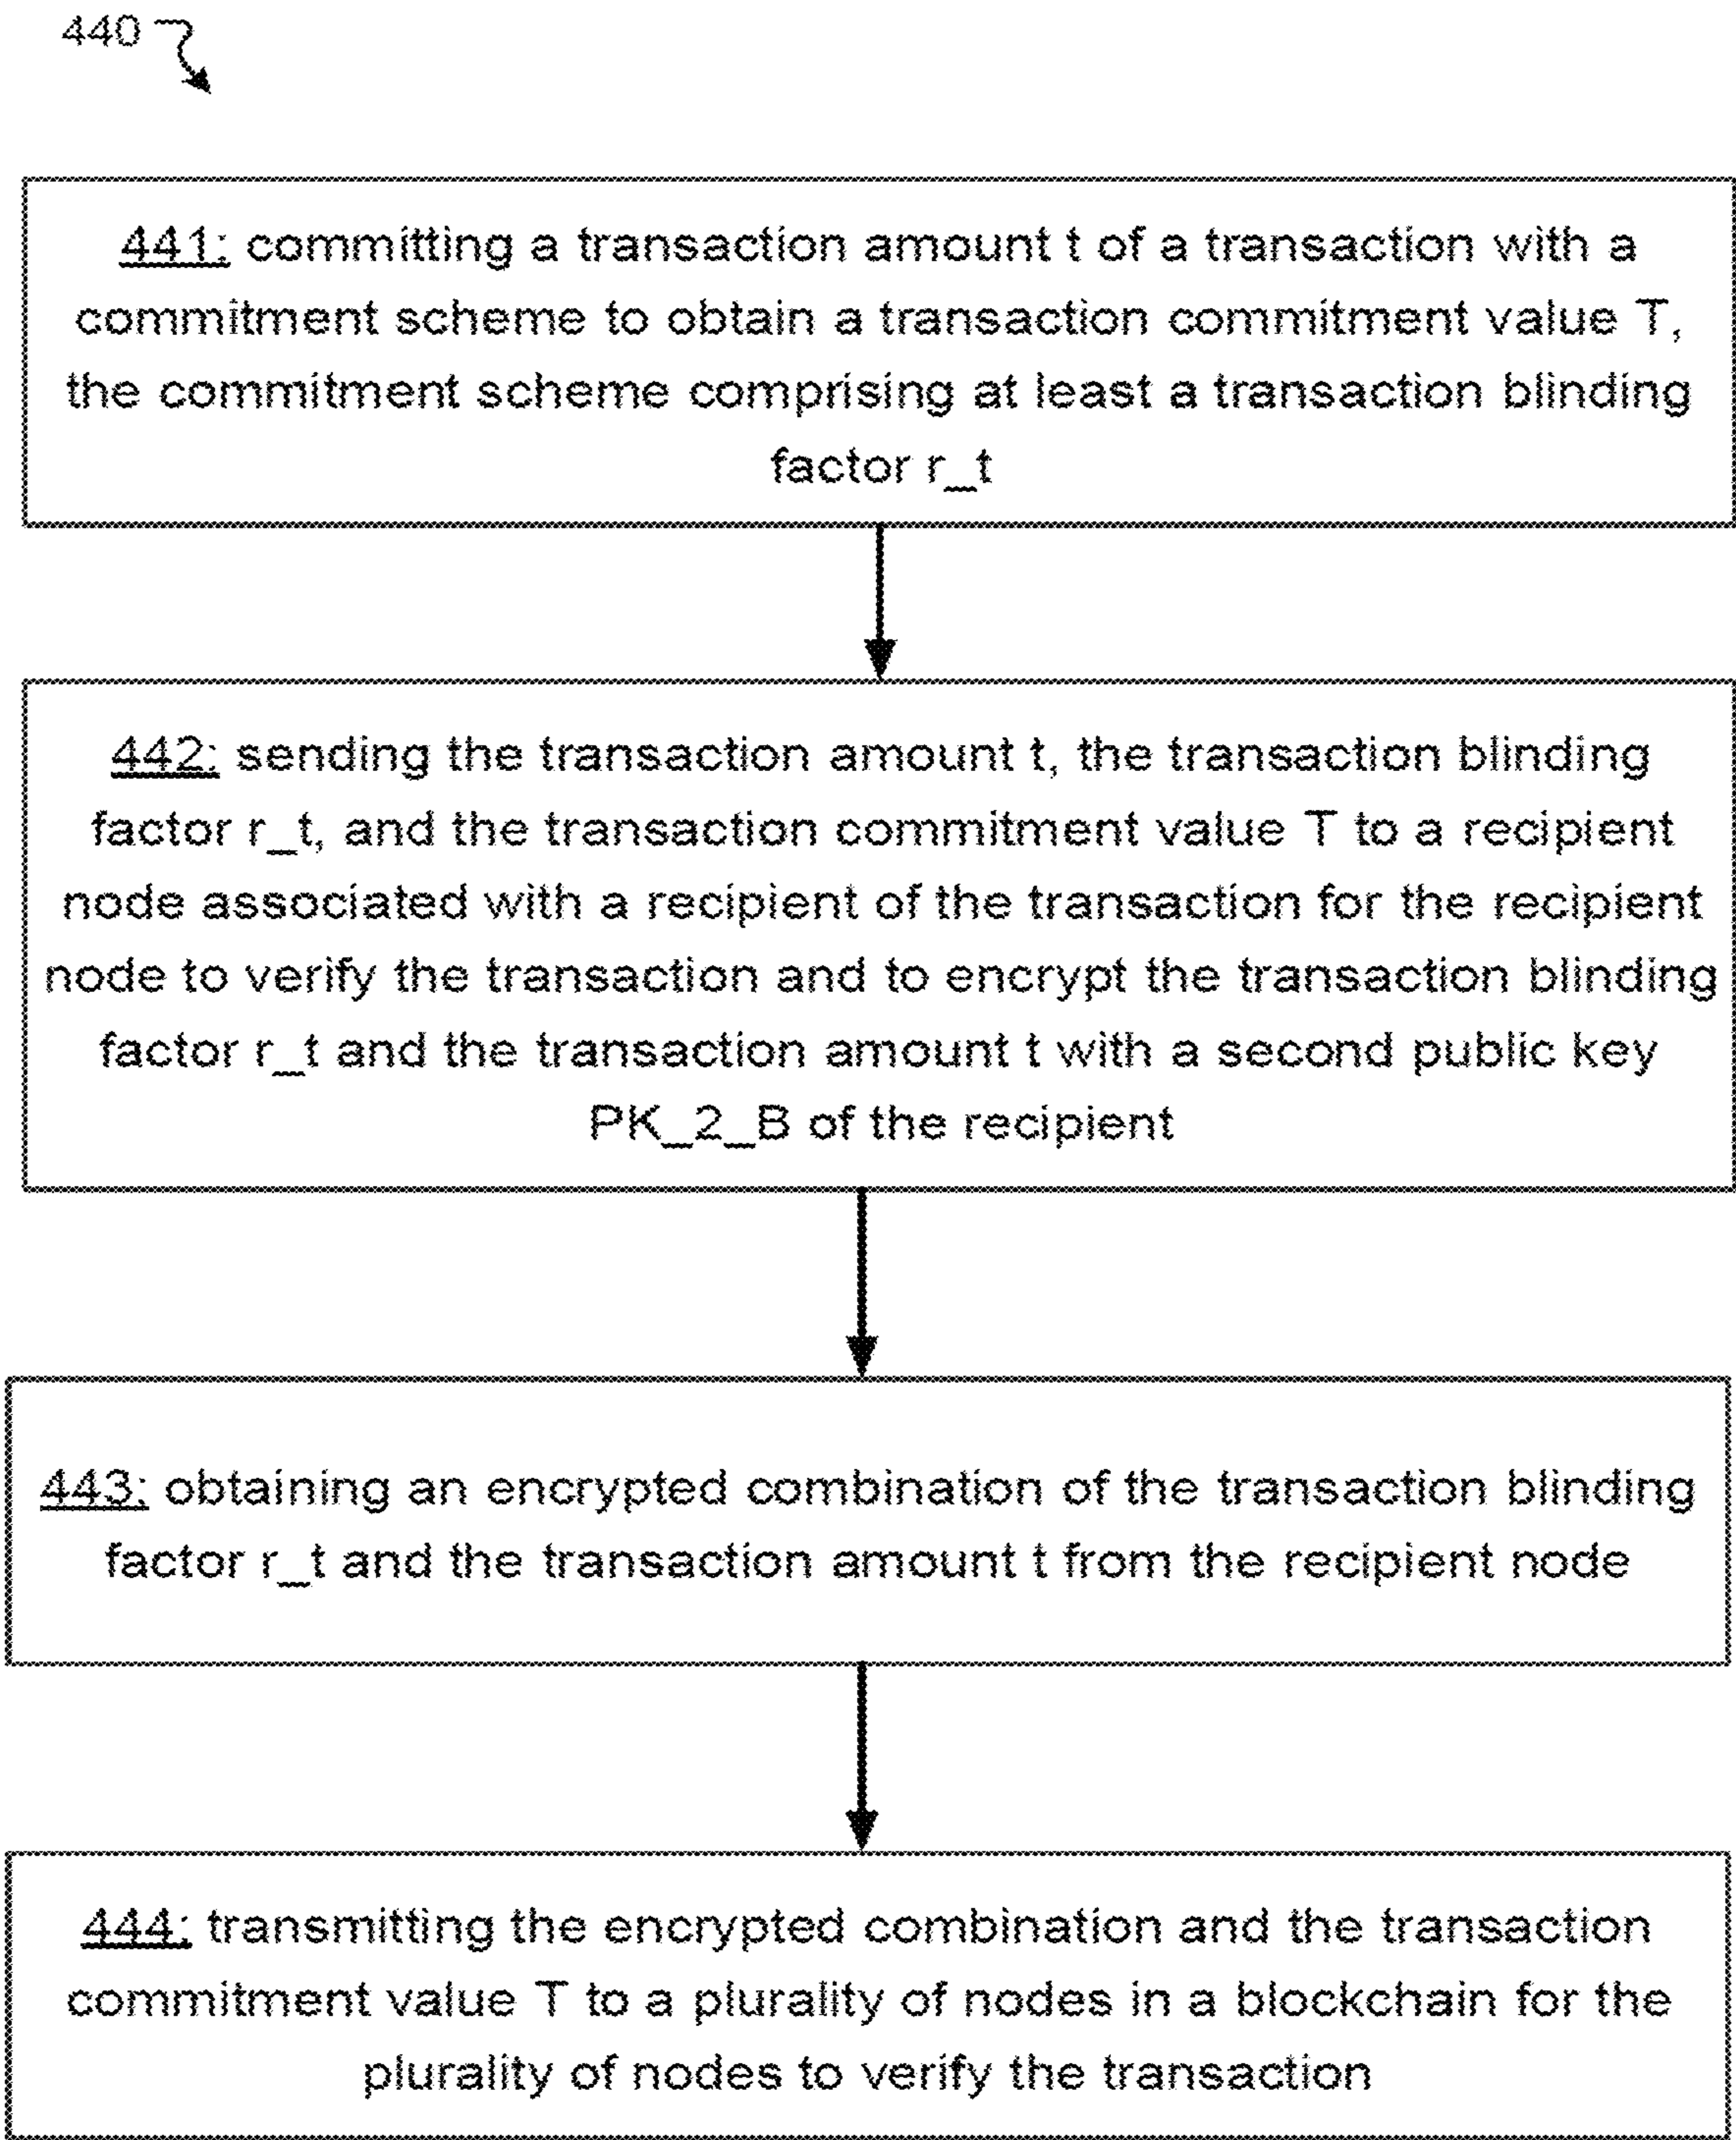 440
441: committing a transaction amount t of a transaction with a
commitment scheme to obtain a transaction commitment value T,
the commitment scheme comprising at least a transaction blinding
factor r_t
442: sending the transaction amount t, the transaction blinding
factor r_t, and the transaction commitment value T to a recipient
node associated with a recipient of the transaction for the recipient
node to verify the transaction and to encrypt the transaction blinding
factor r_t and the transaction amount t with a second public key
PK_2_B of the recipient
443: obtaining an encrypted combination of the transaction blinding
factor r_t and the transaction amount t from the recipient node
444: transmitting the encrypted combination and the transaction
commitment value T to a plurality of nodes in a blockchain for the
plurality of nodes to verify the transaction